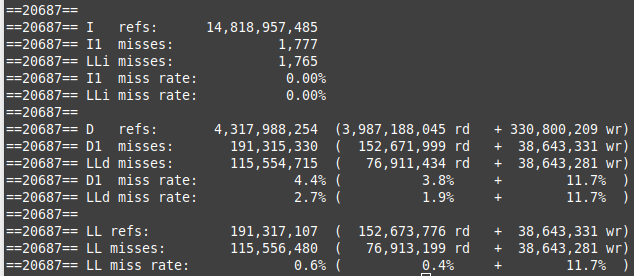 ==20687==
==20687== I   refs:      14,818,957,485
==20687== I1  misses:             1,777
==20687== LLi misses:             1,765
==20687== I1  miss rate:           0.00%
==20687== LLi miss rate:           0.00%
==20687==
==20687== D   refs:       4,317,988,254  (3,987,188,045 rd   + 330,800,209 wr)
==20687== D1  misses:       191,315,330  (  152,671,999 rd   +  38,643,331 wr)
==20687== LLd misses:       115,554,715  (   76,911,434 rd   +  38,643,281 wr)
==20687== D1  miss rate:            4.4% (          3.8%     +        11.7%  )
==20687== LLd miss rate:            2.7% (          1.9%     +        11.7%  )
==20687==
==20687== LL refs:          191,317,107  (  152,673,776 rd   +  38,643,331 wr)
==20687== LL misses:        115,556,480  (   76,913,199 rd   +  38,643,281 wr)
==20687== LL miss rate:             0.6% (          0.4%     +        11.7%  )